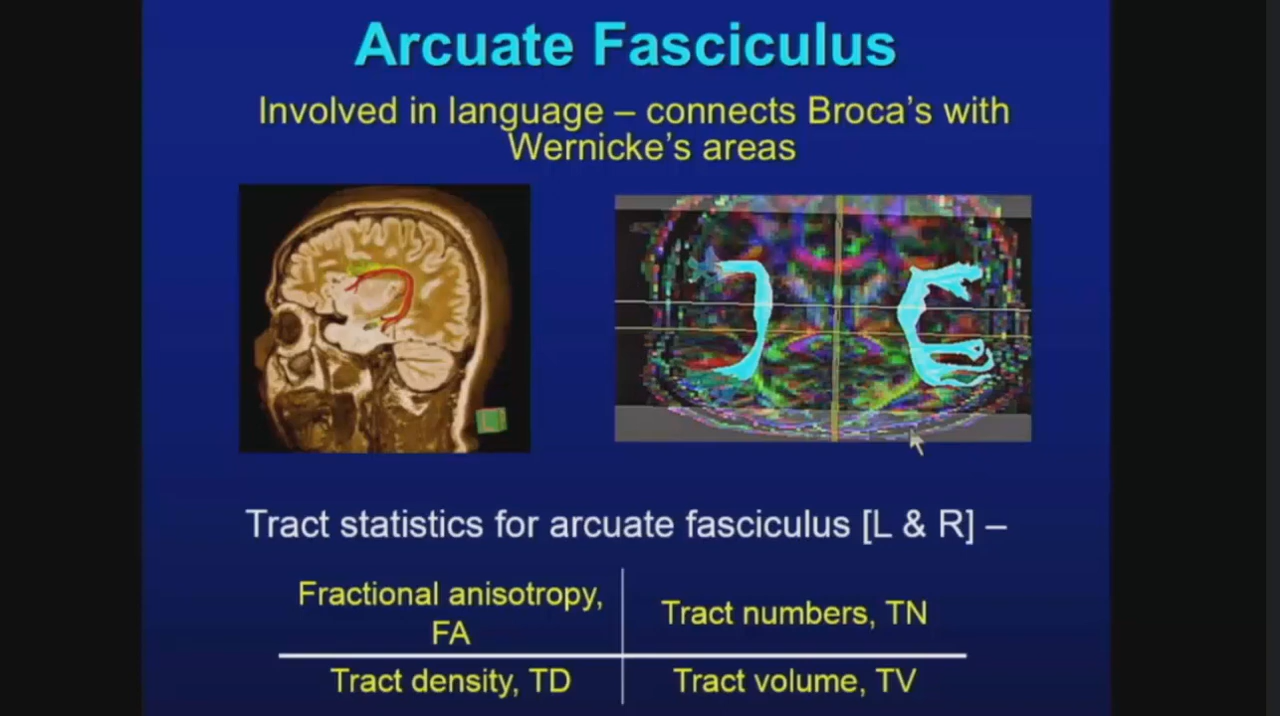 Arcuate Fasciculus
Involved in language – connects Broca's with
Wernicke's areas
Tract statistics for arcuate fasciculus [L & R] –
Fractional anisotropy,
FA
Tract numbers, TN
Tract density, TD
Tract volume, TV